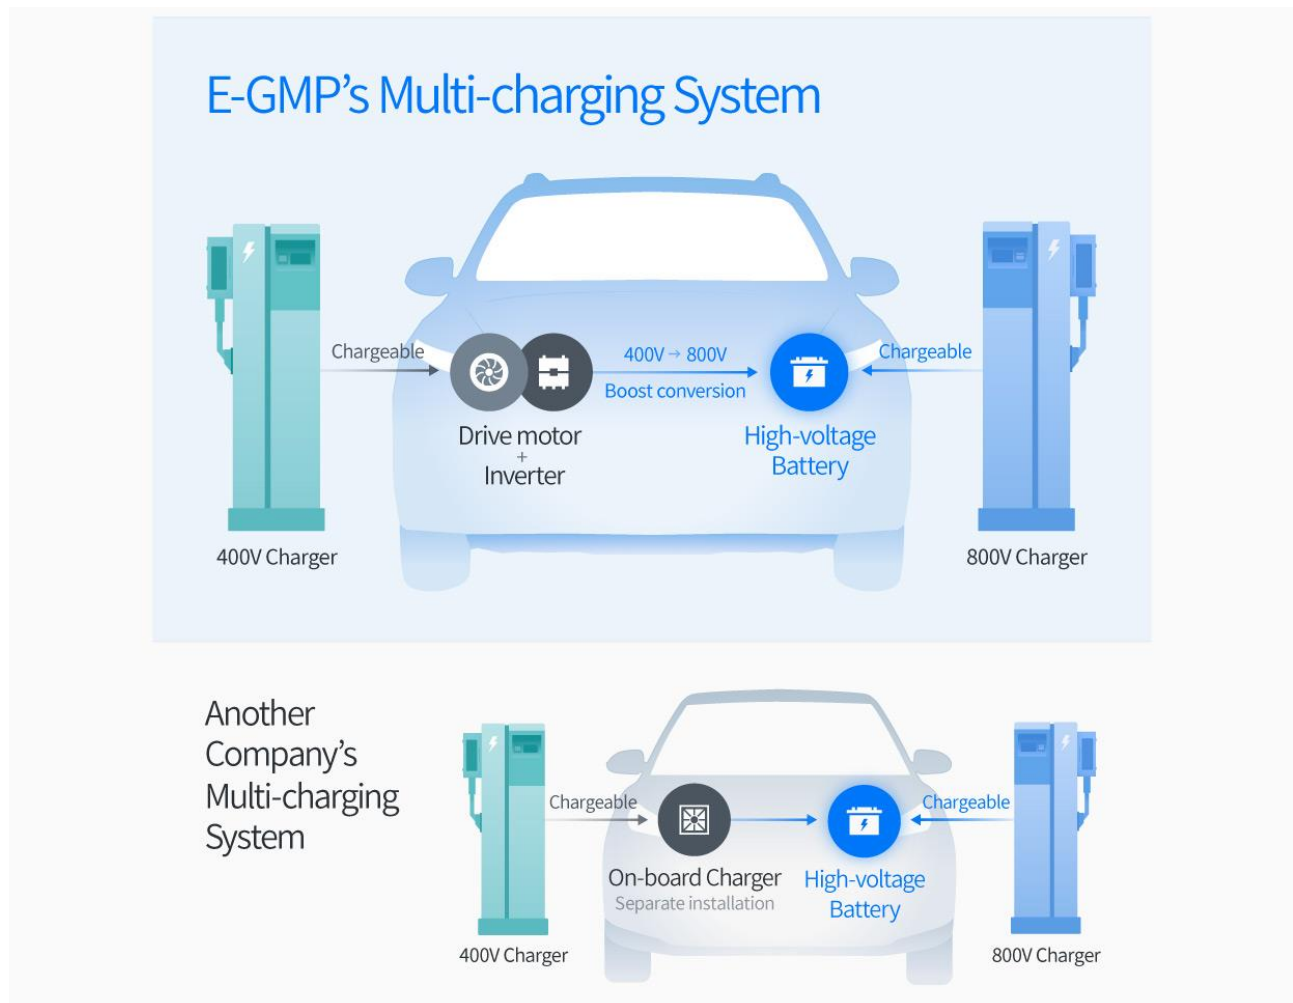 E-GMP's Multi-charging System
Chargeable
400V → 800V
Boost conversion
Chargeable
Drive motor
+
Inverter
High-voltage
Battery
400V Charger
800V Charger
Another
Company's
Multi-charging
System
Chargeable
Chargeable
On-board Charger
Separate installation
High-voltage
Battery
400V Charger
800V Charger